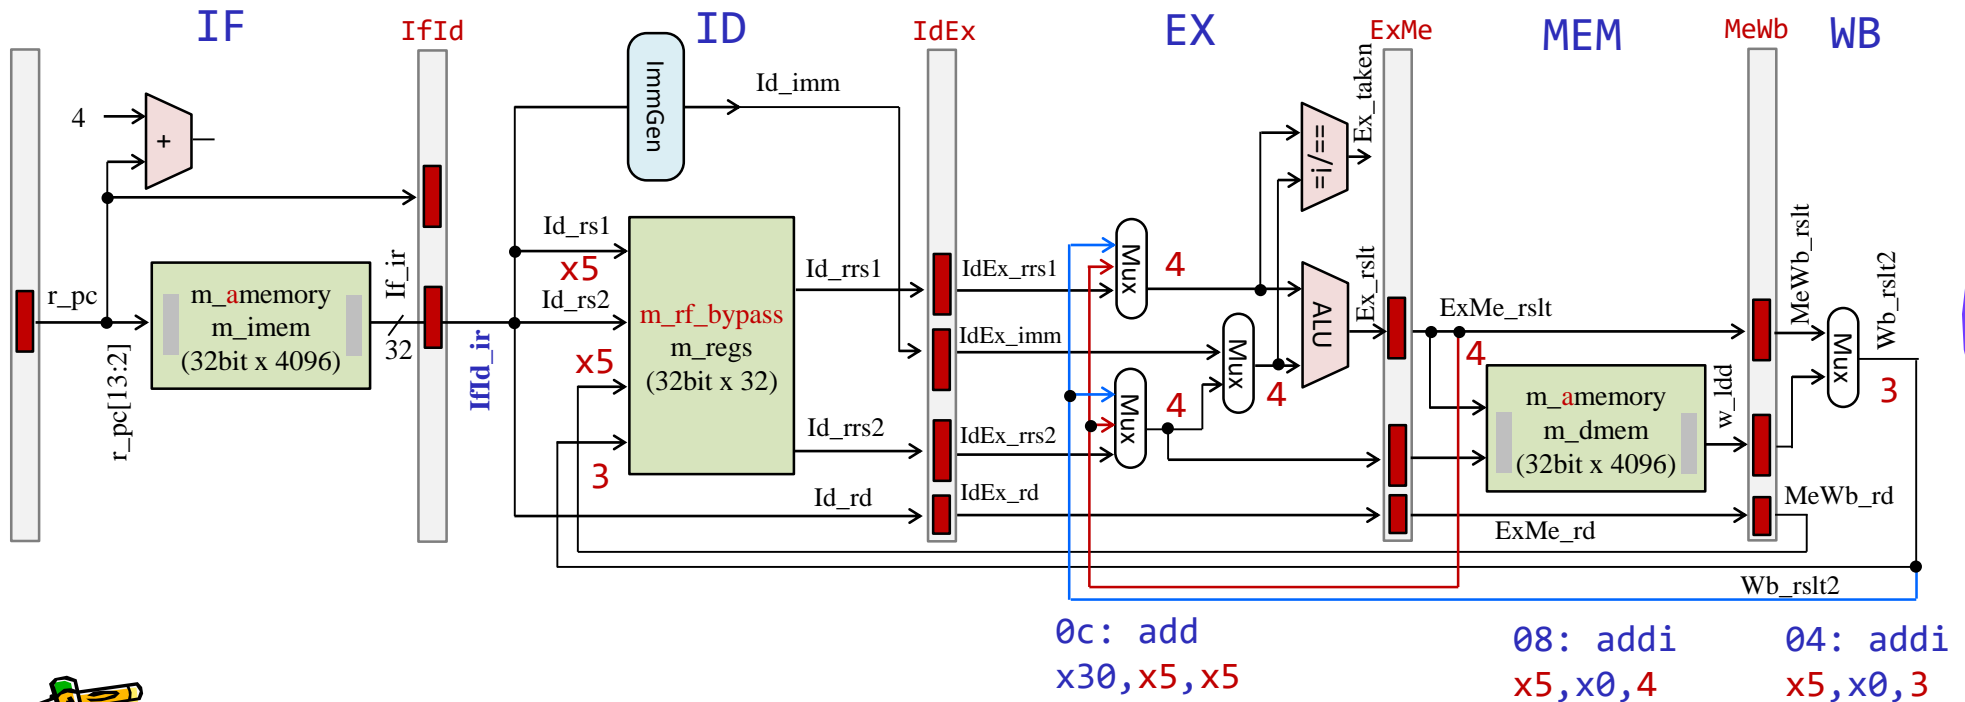 IF
IfId
ID
IdEx
EX
ExMe
MEM
MeWb
WB
4
+
ImmGen
Id_imm
==/!=
Ex_taken
r_pc
r_pc[13:2]
m_amemory
m_imem
(32bit x 4096)
If_ir
32
IfId_ir
Id_rs1
x5
Id_rs2
x5
3
m_rf_bypass
m_regs
(32bit x 32)
Id_rrs1
Id_rrs2
Id_rd
IdEx_rrs1
IdEx_imm
IdEx_rrs2
IdEx_rd
Mux
4
Mux
4
Mux
4
ALU
Ex_rslt
ExMe_rslt
4
m_amemory
m_dmem
(32bit x 4096)
w_ldd
ExMe_rd
MeWb_rslt
Mux
Wb_rslt2
3
MeWb_rd
Wb_rslt2
0c: add
x30,x5,x5
08: addi
x5,x0,4
04: addi
x5,x0,3